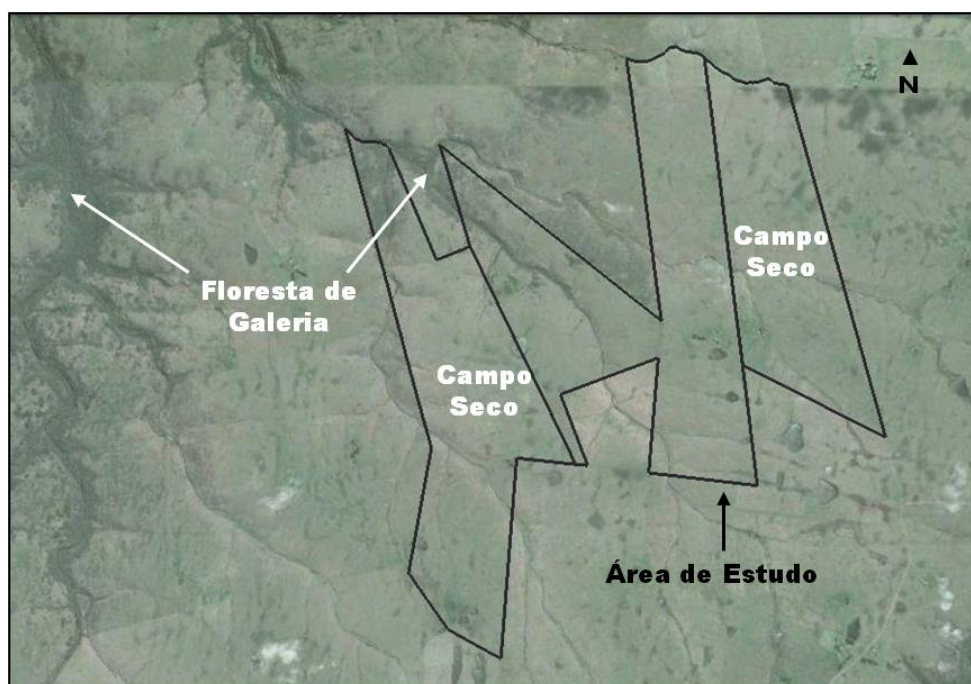 N
Campo
Seco
Floresta de
Galeria
Campo
Seco
Área de Estudo